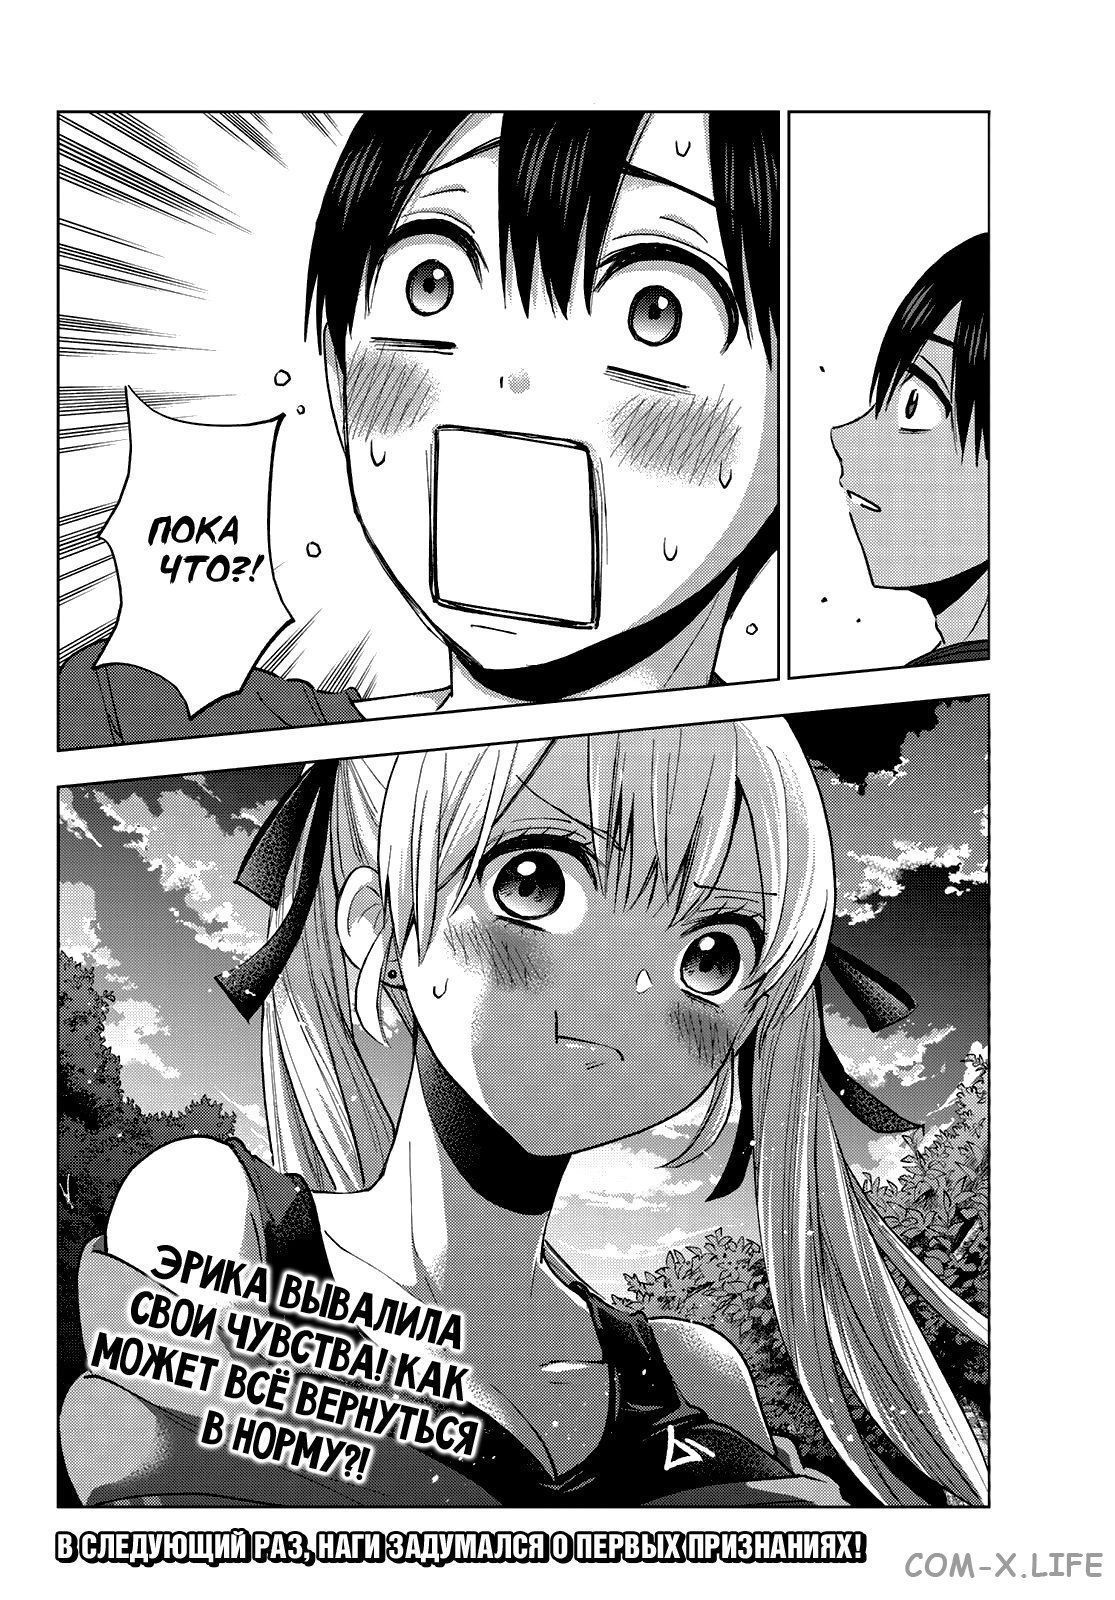 ПОКА
ЧТО?!
ЭРИКА ВЫВАЛИЛА
СВОИ ЧУВСТВА! КАК
МОЖЕТ ВСЁ ВЕРНУТЬСЯ
В НОРМУ?!
В СЛЕДУЮЩИЙ РАЗ, НАГИ ЗАДУМАЛСЯ О ПЕРВЫХ ПРИЗНАНИЯХ!
COM-X.LIFE